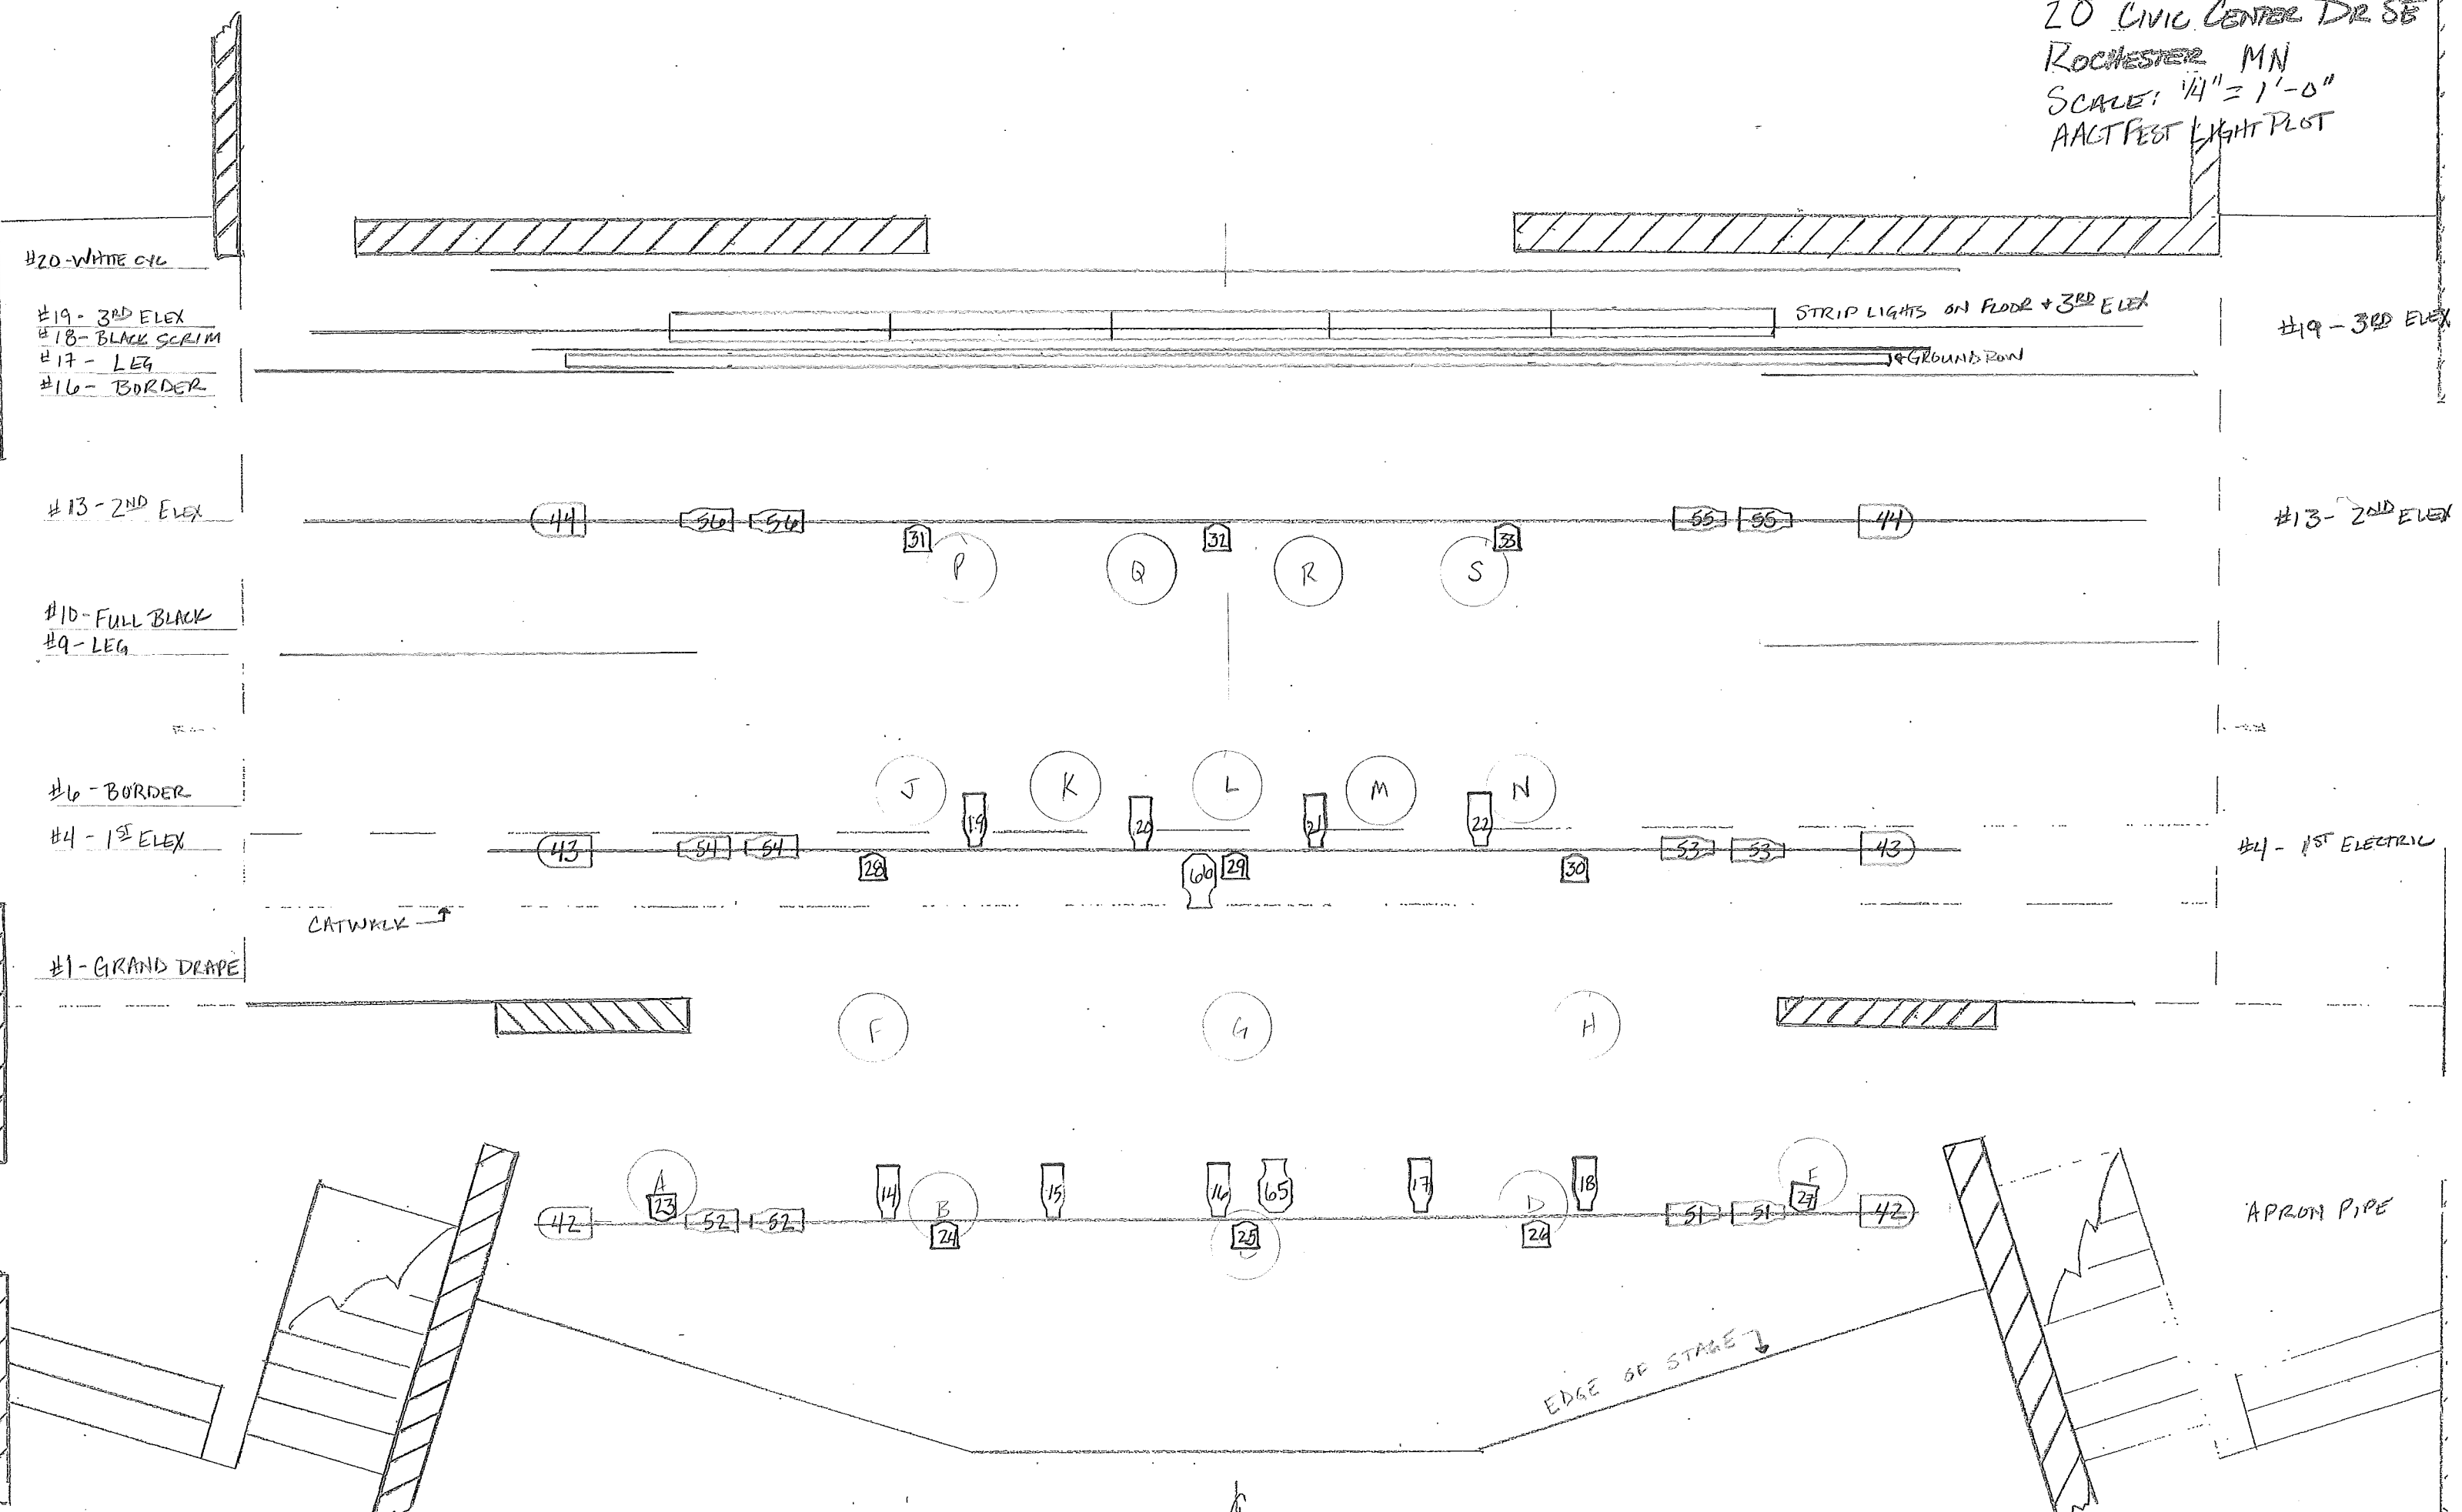 20 CIVIC CENTER DR SE
ROCHESTER MN
SCALE: 1/4" = 1'-0"
AACTFEST LIGHT PLOT
#20-WHITE CYC
#19- 3RD ELEX
STRIP LIGHTS ON FLOOR + 3RD ELEX
#19-3RD ELEX
#18-BLACK SCRIM
#17- LEG
GROUNDROW
#16- BORDER
#13-2ND ELEX
44 56 56 55 55 44
#13-2ND ELEX
31 32 33
P Q R S
#10-FULL BLACK
#9-LEG
#6-BORDER
J K L M N
19 20 21 22
#4-1ST ELEX
43 54 54 53 53 43
#4-1ST ELECTRIC
28 66 29 30
CATWALK
#1-GRAND DRAPE
F G H
A 14 15 16 65 17 18 E
23 27
42 52 52 B D 51 51 42
APRON PIPE
24 25 26
C
EDGE OF STAGE